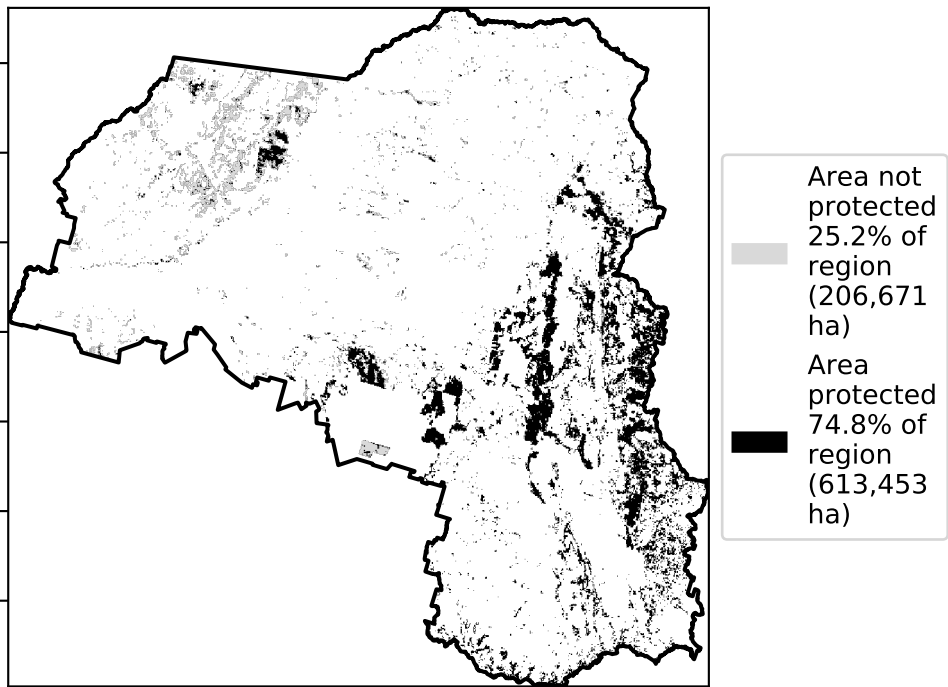 Area not
protected
25.2% of
region
(206,671
ha)
Area
protected
74.8% of
region
(613,453
ha)